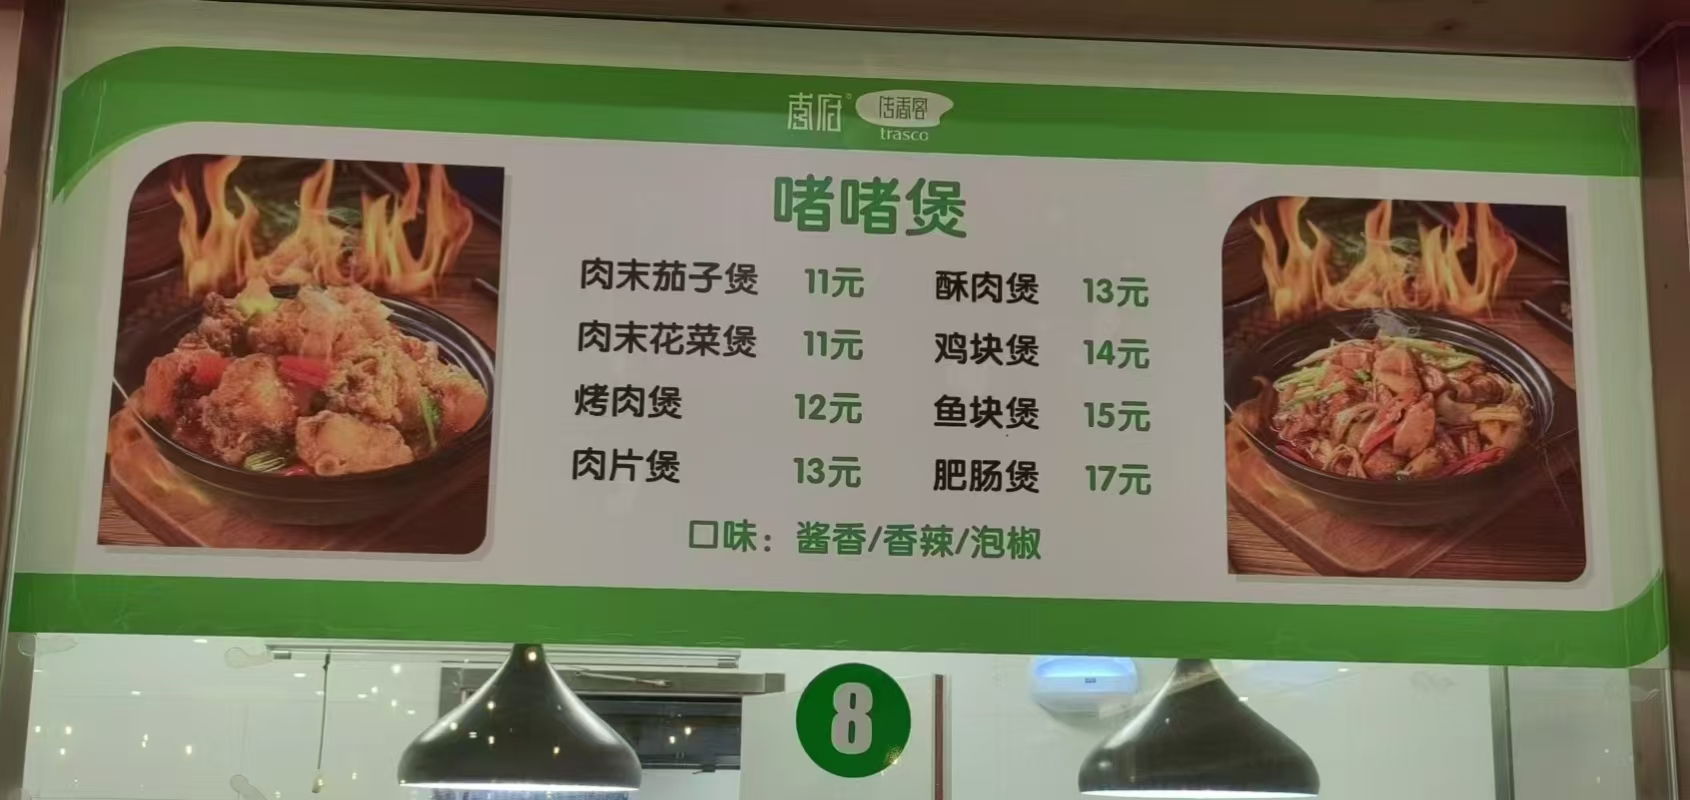 trasco
啫啫煲
肉末茄子煲 11元 酥肉煲 13元
肉末花菜煲 11元 鸡块煲 14元
烤肉煲 12元 鱼块煲 15元
肉片煲 13元 肥肠煲 17元
口味：酱香/香辣/泡椒
8